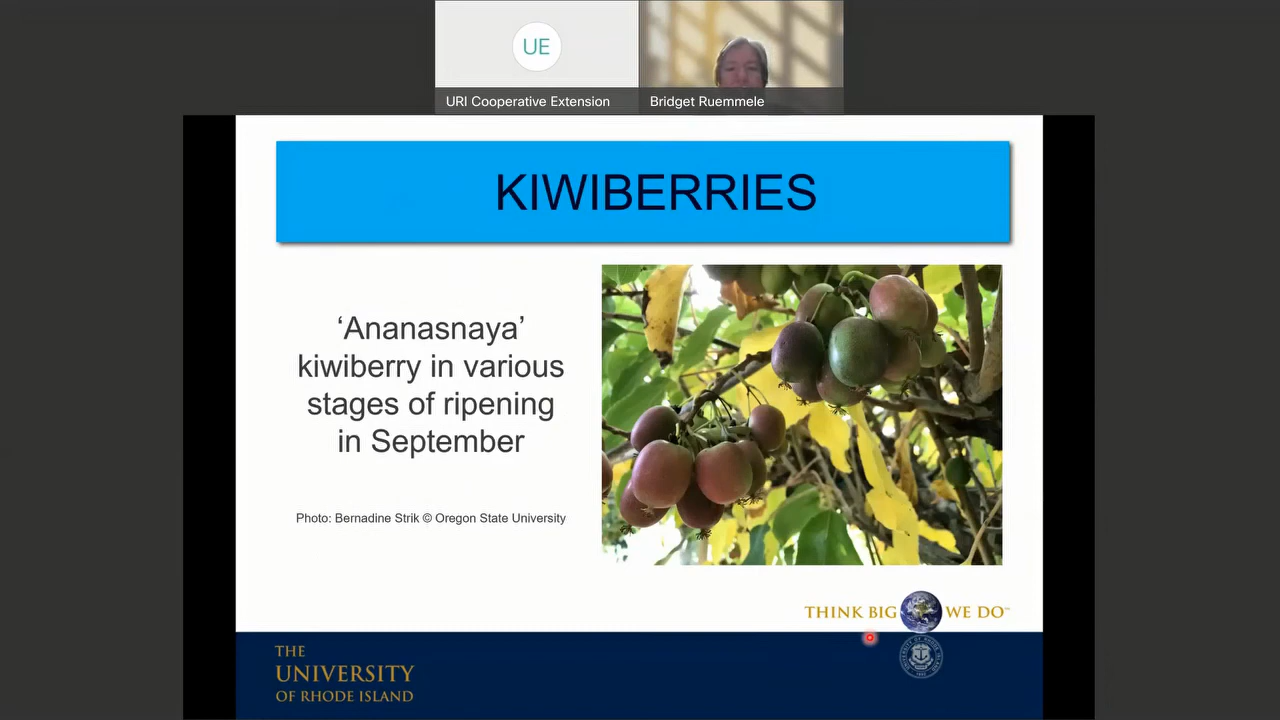 UE
URI Cooperative Extension
Bridget Ruemmele
KIWIBERRIES
‘Ananasnaya’
kiwiberry in various
stages of ripening
in September
Photo: Bernadine Strik © Oregon State University
THINK BIG WE DO™
THE
UNIVERSITY
OF RHODE ISLAND